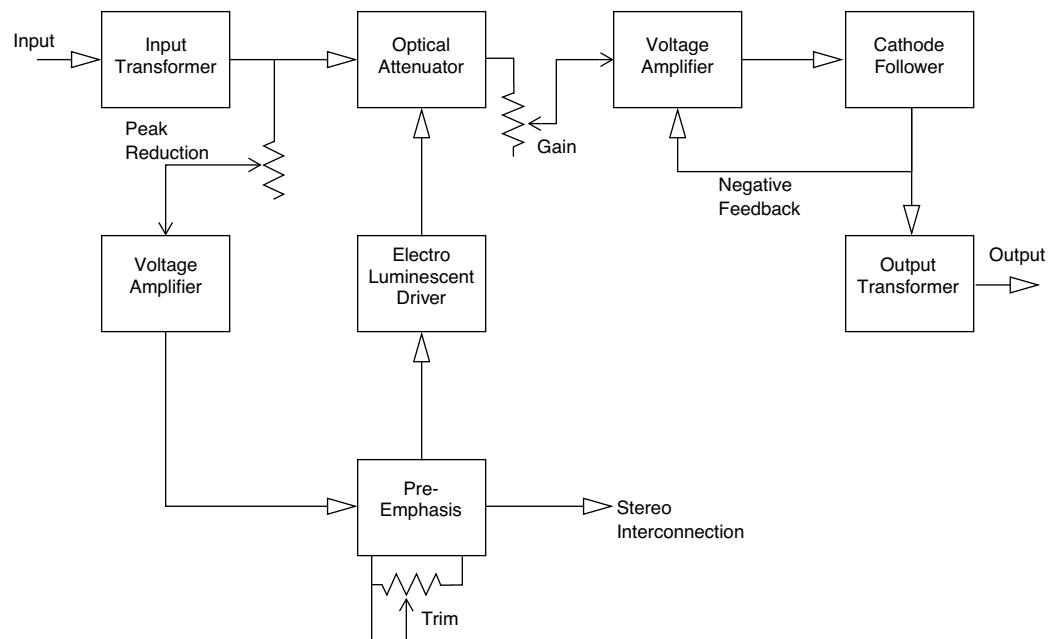 Input
Input
Transformer
Optical
Attenuator
Voltage
Amplifier
Cathode
Follower
Peak
Reduction
Gain
Negative
Feedback
Voltage
Amplifier
Electro
Luminescent
Driver
Output
Transformer
Output
Pre-
Emphasis
Stereo
Interconnection
Trim